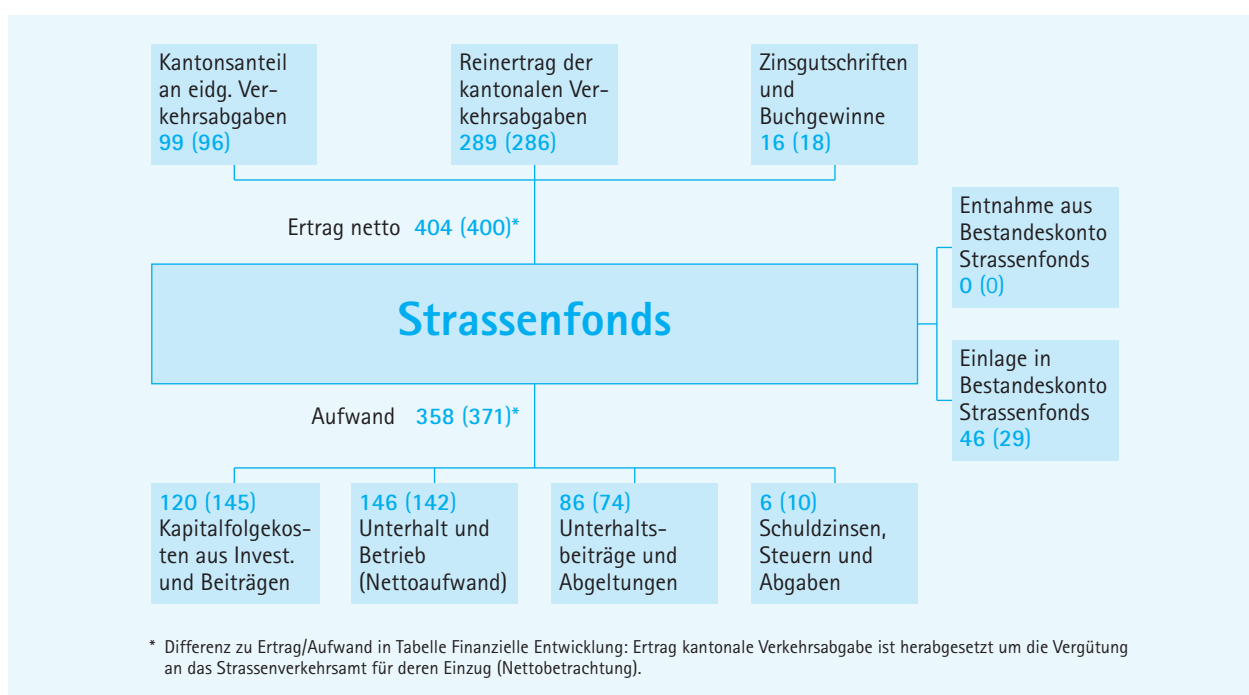 Kantonsanteil
an eidg. Ver-
kehrsabgaben
99 (96)
Reinertrag der
kantonalen Ver-
kehrsabgaben
289 (286)
Zinsgutschriften
und
Buchgewinne
16 (18)
Ertrag netto 404 (400)*
Entnahme aus
Bestandeskonto
Strassenfonds
0 (0)
Strassenfonds
Einlage in
Bestandeskonto
Strassenfonds
46 (29)
Aufwand 358 (371)*
120 (145)
Kapitalfolgekos-
ten aus Invest.
und Beiträgen
146 (142)
Unterhalt und
Betrieb
(Nettoaufwand)
86 (74)
Unterhalts-
beiträge und
Abgeltungen
6 (10)
Schuldzinsen,
Steuern und
Abgaben
* Differenz zu Ertrag/Aufwand in Tabelle Finanzielle Entwicklung: Ertrag kantonale Verkehrsabgabe ist herabgesetzt um die Vergütung
an das Strassenverkehrsamt für deren Einzug (Nettobetrachtung).